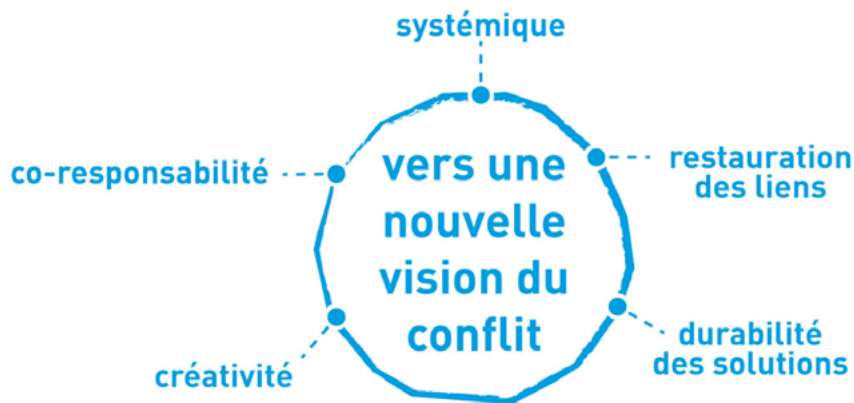 systémique
co-responsabilité
vers une
nouvelle
vision du
conflit
restauration
des liens
durabilité
des solutions
créativité